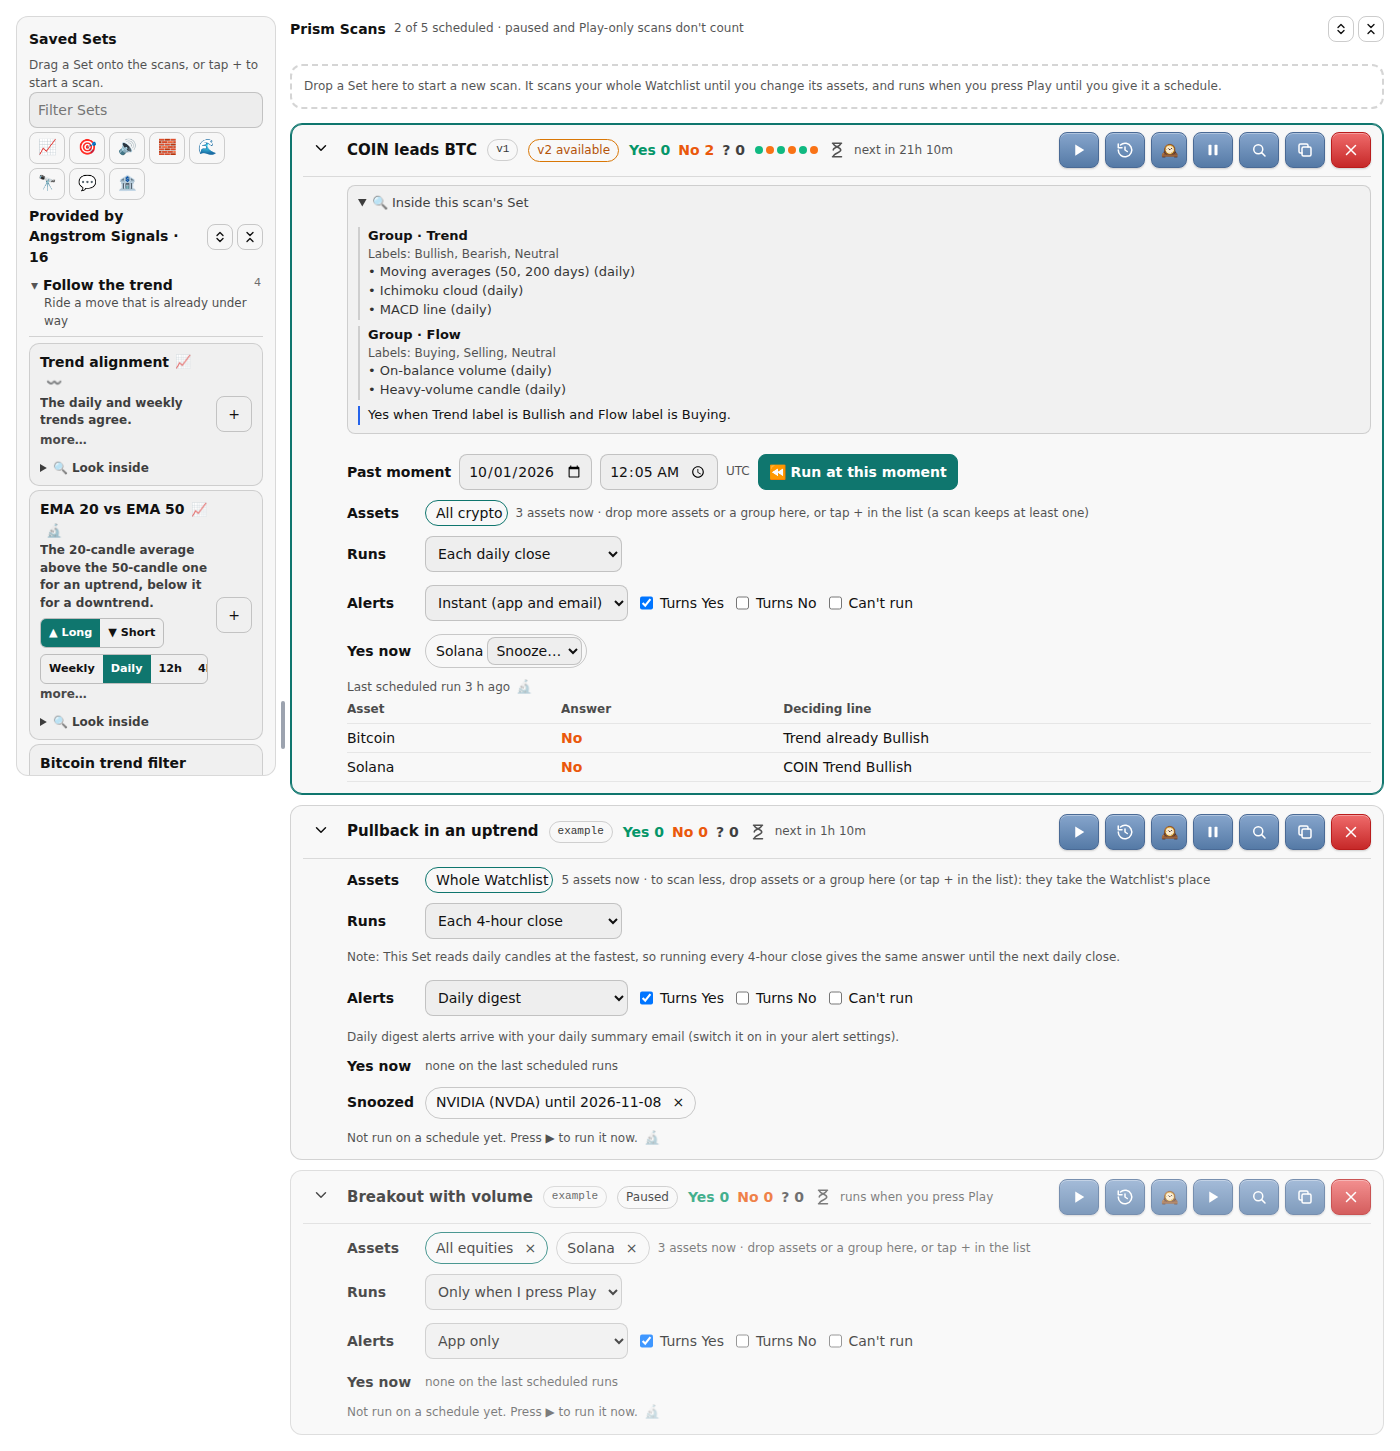 Saved Sets
Drag a Set onto the scans, or tap + to
start a scan.
Filter Sets
Provided by
Angstrom Signals ·
16
▾ Follow the trend 4
Ride a move that is already under
way
Trend alignment
The daily and weekly
trends agree.
more…
+
▶ Look inside
EMA 20 vs EMA 50
The 20-candle average
above the 50-candle one
for an uptrend, below it
for a downtrend.
+
▲ Long ▼ Short
Weekly Daily 12h
more…
▶ Look inside
Bitcoin trend filter
Prism Scans 2 of 5 scheduled · paused and Play-only scans don't count
Drop a Set here to start a new scan. It scans your whole Watchlist until you change its assets, and runs when you press Play until you give it a schedule.
COIN leads BTC v1 v2 available Yes 0 No 2 ? 0 next in 21h 10m
▼ Inside this scan's Set
Group · Trend
Labels: Bullish, Bearish, Neutral
• Moving averages (50, 200 days) (daily)
• Ichimoku cloud (daily)
• MACD line (daily)
Group · Flow
Labels: Buying, Selling, Neutral
• On-balance volume (daily)
• Heavy-volume candle (daily)
Yes when Trend label is Bullish and Flow label is Buying.
Past moment 10/01/2026 12:05 AM UTC ⏪ Run at this moment
Assets All crypto 3 assets now · drop more assets or a group here, or tap + in the list (a scan keeps at least one)
Runs Each daily close
Alerts Instant (app and email) Turns Yes Turns No Can't run
Yes now Solana Snooze…
Last scheduled run 3 h ago
Asset Answer Deciding line
Bitcoin No Trend already Bullish
Solana No COIN Trend Bullish
Pullback in an uptrend example Yes 0 No 0 ? 0 next in 1h 10m
Assets Whole Watchlist 5 assets now · to scan less, drop assets or a group here (or tap + in the list): they take the Watchlist's place
Runs Each 4-hour close
Note: This Set reads daily candles at the fastest, so running every 4-hour close gives the same answer until the next daily close.
Alerts Daily digest Turns Yes Turns No Can't run
Daily digest alerts arrive with your daily summary email (switch it on in your alert settings).
Yes now none on the last scheduled runs
Snoozed NVIDIA (NVDA) until 2026-11-08 ×
Not run on a schedule yet. Press ▶ to run it now.
Breakout with volume example Paused Yes 0 No 0 ? 0 runs when you press Play
Assets All equities × Solana × 3 assets now · drop assets or a group here, or tap + in the list
Runs Only when I press Play
Alerts App only Turns Yes Turns No Can't run
Yes now none on the last scheduled runs
Not run on a schedule yet. Press ▶ to run it now.